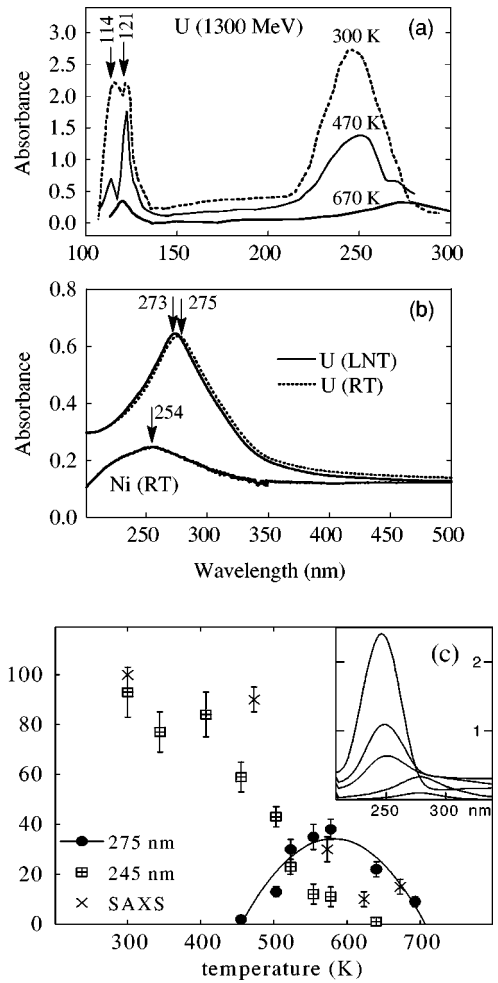 U (1300 MeV)
(a)
114
121
300 K
470 K
670 K
Absorbance
3.0
2.5
2.0
1.5
1.0
0.5
0.0
100 150 200 250 300
(b)
273 275
254
U (LNT)
U (RT)
Ni (RT)
Absorbance
0.8
0.6
0.4
0.2
0.0
250 300 350 400 450 500
Wavelength (nm)
(c)
2
1
250 300 nm
100
80
60
40
20
0
275 nm
245 nm
SAXS
300 400 500 600 700
temperature (K)